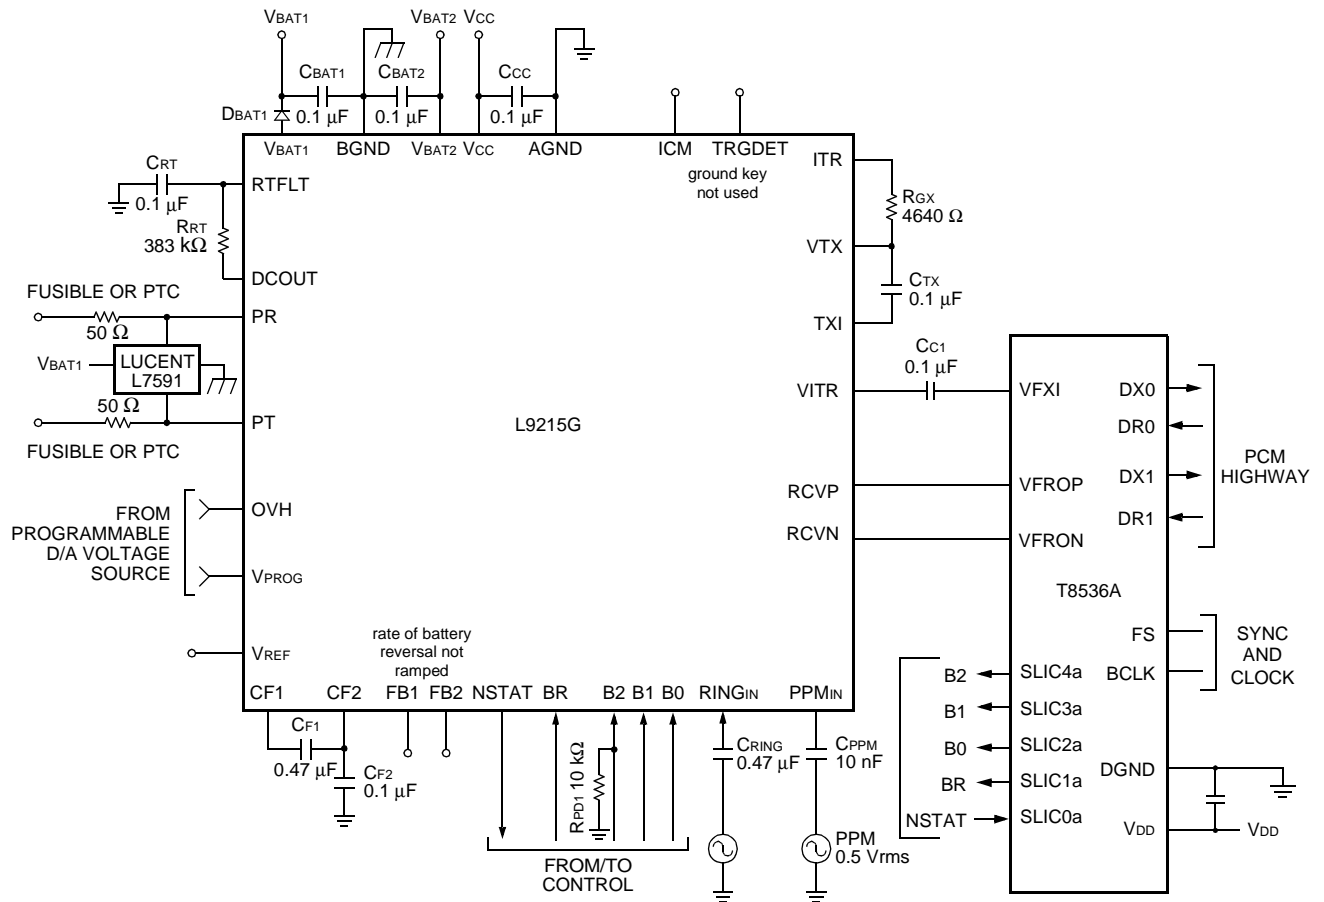 VBAT1
VBAT2
VCC
CBAT1
0.1 μF
CBAT2
0.1 μF
CCC
0.1 μF
DBAT1
VBAT1
BGND
VBAT2
VCC
AGND
ICM
TRGDET
ground key
not used
CRT
0.1 μF
RTFLT
RRT
383 kΩ
DCOUT
FUSIBLE OR PTC
50 Ω
PR
VBAT1
LUCENT
L7591
50 Ω
PT
FUSIBLE OR PTC
FROM
PROGRAMMABLE
D/A VOLTAGE
SOURCE
OVH
VPROG
VREF
L9215G
ITR
RGX
4640 Ω
VTX
CTX
0.1 μF
TXI
VITR
CC1
0.1 μF
RCVP
RCVN
rate of battery
reversal not
ramped
CF1
CF2
FB1
FB2
NSTAT
BR
B2
B1
B0
RINGIN
PPMIN
CF1
0.47 μF
CF2
0.1 μF
RPD1 10 kΩ
CRING
0.47 μF
CPPM
10 nF
PPM
0.5 Vrms
FROM/TO
CONTROL
VFXI
VFROP
VFRON
T8536A
DX0
DR0
DX1
DR1
PCM
HIGHWAY
FS
BCLK
SYNC
AND
CLOCK
B2
SLIC4a
B1
SLIC3a
B0
SLIC2a
BR
SLIC1a
NSTAT
SLIC0a
DGND
VDD
VDD